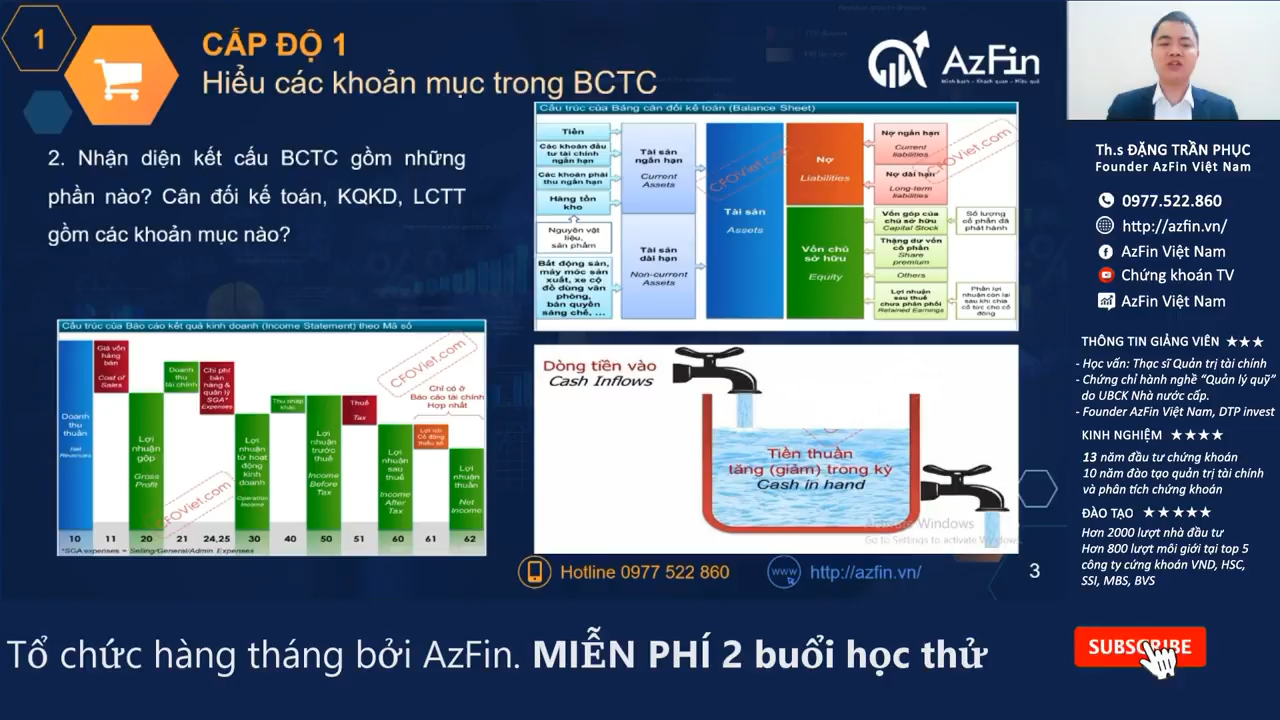 1
CẤP ĐỘ 1
Hiểu các khoản mục trong BCTC
AzFin
Minh bạch - Khách quan - Hiệu quả
2. Nhận diện kết cấu BCTC gồm những
phần nào? Cân đối kế toán, KQKD, LCTT
gồm các khoản mục nào?
Cấu trúc của Bảng cân đối kế toán (Balance Sheet)
Tiền
Các khoản đầu
tư tài chính
ngắn hạn
Các khoản phải
thu ngắn hạn
Hàng tồn
kho
Nguyên vật
liệu,
sản phẩm
Bất động sản,
máy móc sản
xuất, xe cộ
đồ dùng văn
phòng,
bản quyền
sáng chế, ...
Tài sản
ngắn hạn
Current
Assets
Tài sản
dài hạn
Non-current
Assets
Tài sản
Assets
Nợ
Liabilities
Vốn chủ
sở hữu
Equity
Nợ ngắn hạn
Current
liabilities
Nợ dài hạn
Long-term
liabilities
Vốn góp của
chủ sở hữu
Capital Stock
Thặng dư vốn
cổ phần
Share
premium
Others
Lợi nhuận
sau thuế
chưa phân phối
Retained Earnings
Số lượng
cổ phần đã
phát hành
Phần lợi
nhuận còn lại
sau khi chia
cổ tức cho cổ
đông
CFOViet.com
CFOViet.com
Cấu trúc của Báo cáo kết quả kinh doanh (Income Statement) theo Mã số
Doanh
thu
thuần
Net
Revenues
Giá vốn
hàng
bán
Cost of
Sales
Lợi
nhuận
gộp
Gross
Profit
Doanh
thu
tài chính
Chi phí
bán
hàng &
quản lý
SGA*
Expenses
Lợi
nhuận
từ hoạt
động
kinh
doanh
Operation
Income
Thu nhập
khác
Lợi
nhuận
trước
thuế
Income
Before
Tax
Thuế
Tax
Lợi
nhuận
sau
thuế
Income
After
Tax
Chỉ có ở
Báo cáo tài chính
Hợp nhất
Lợi ích
Cổ đông
thiểu số
Lợi
nhuận
thuần
Net
Income
CFOViet.com
CFOViet.com
10 11 20 21 24,25 30 40 50 51 60 61 62
*SGA expenses = Selling/General/Admin Expenses
Dòng tiền vào
Cash Inflows
Tiền thuần
tăng (giảm) trong kỳ
Cash in hand
Activate Windows
Go to Settings to activate Windows
Hotline 0977 522 860
www
http://azfin.vn/
3
Th.s ĐẶNG TRẦN PHỤC
Founder AzFin Việt Nam
0977.522.860
http://azfin.vn/
AzFin Việt Nam
Chứng khoán TV
AzFin Việt Nam
THÔNG TIN GIẢNG VIÊN ★★★
- Học vấn: Thạc sĩ Quản trị tài chính
- Chứng chỉ hành nghề “Quản lý quỹ”
do UBCK Nhà nước cấp.
- Founder AzFin Việt Nam, DTP invest
KINH NGHIỆM ★★★★
13 năm đầu tư chứng khoán
10 năm đào tạo quản trị tài chính
và phân tích chứng khoán
ĐÀO TẠO ★★★★★
Hơn 2000 lượt nhà đầu tư
Hơn 800 lượt môi giới tại top 5
công ty cứng khoán VND, HSC,
SSI, MBS, BVS
Tổ chức hàng tháng bởi AzFin. MIỄN PHÍ 2 buổi học thử
SUBSCRIBE